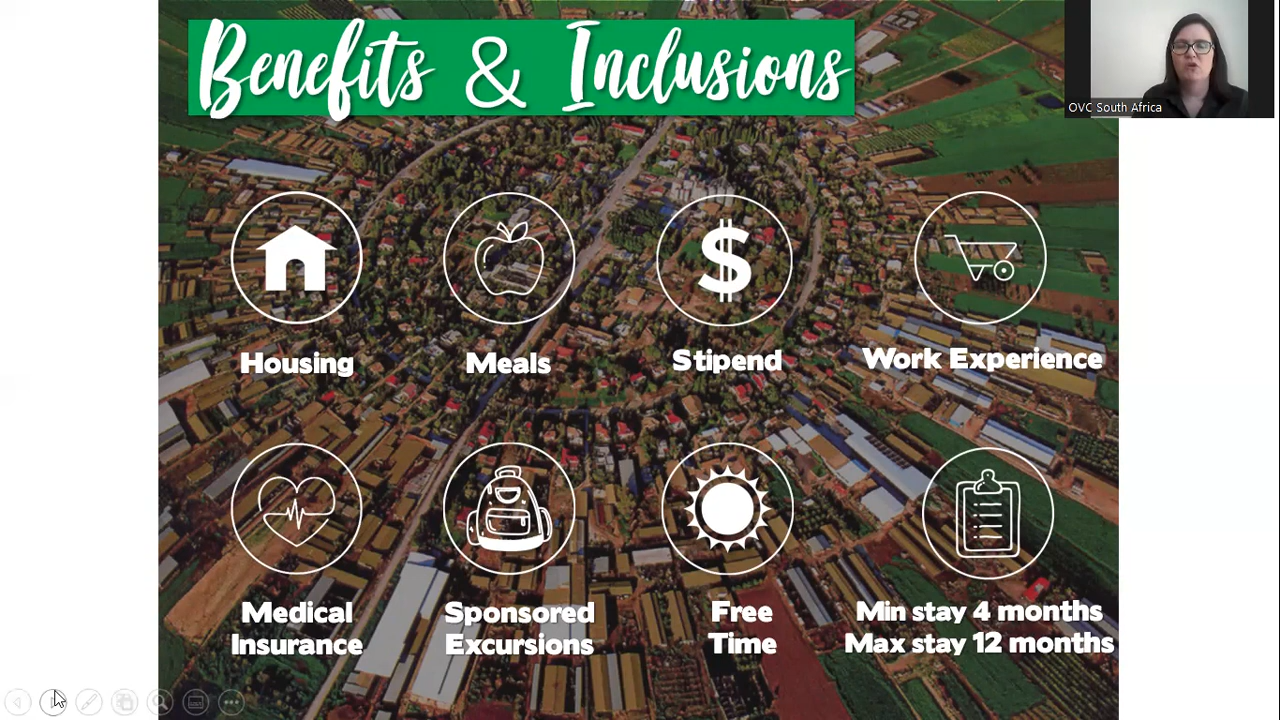 Benefits & Inclusions
OVC South Africa
Housing
Meals
Stipend
Work Experience
Medical
Insurance
Sponsored
Excursions
Free
Time
Min stay 4 months
Max stay 12 months